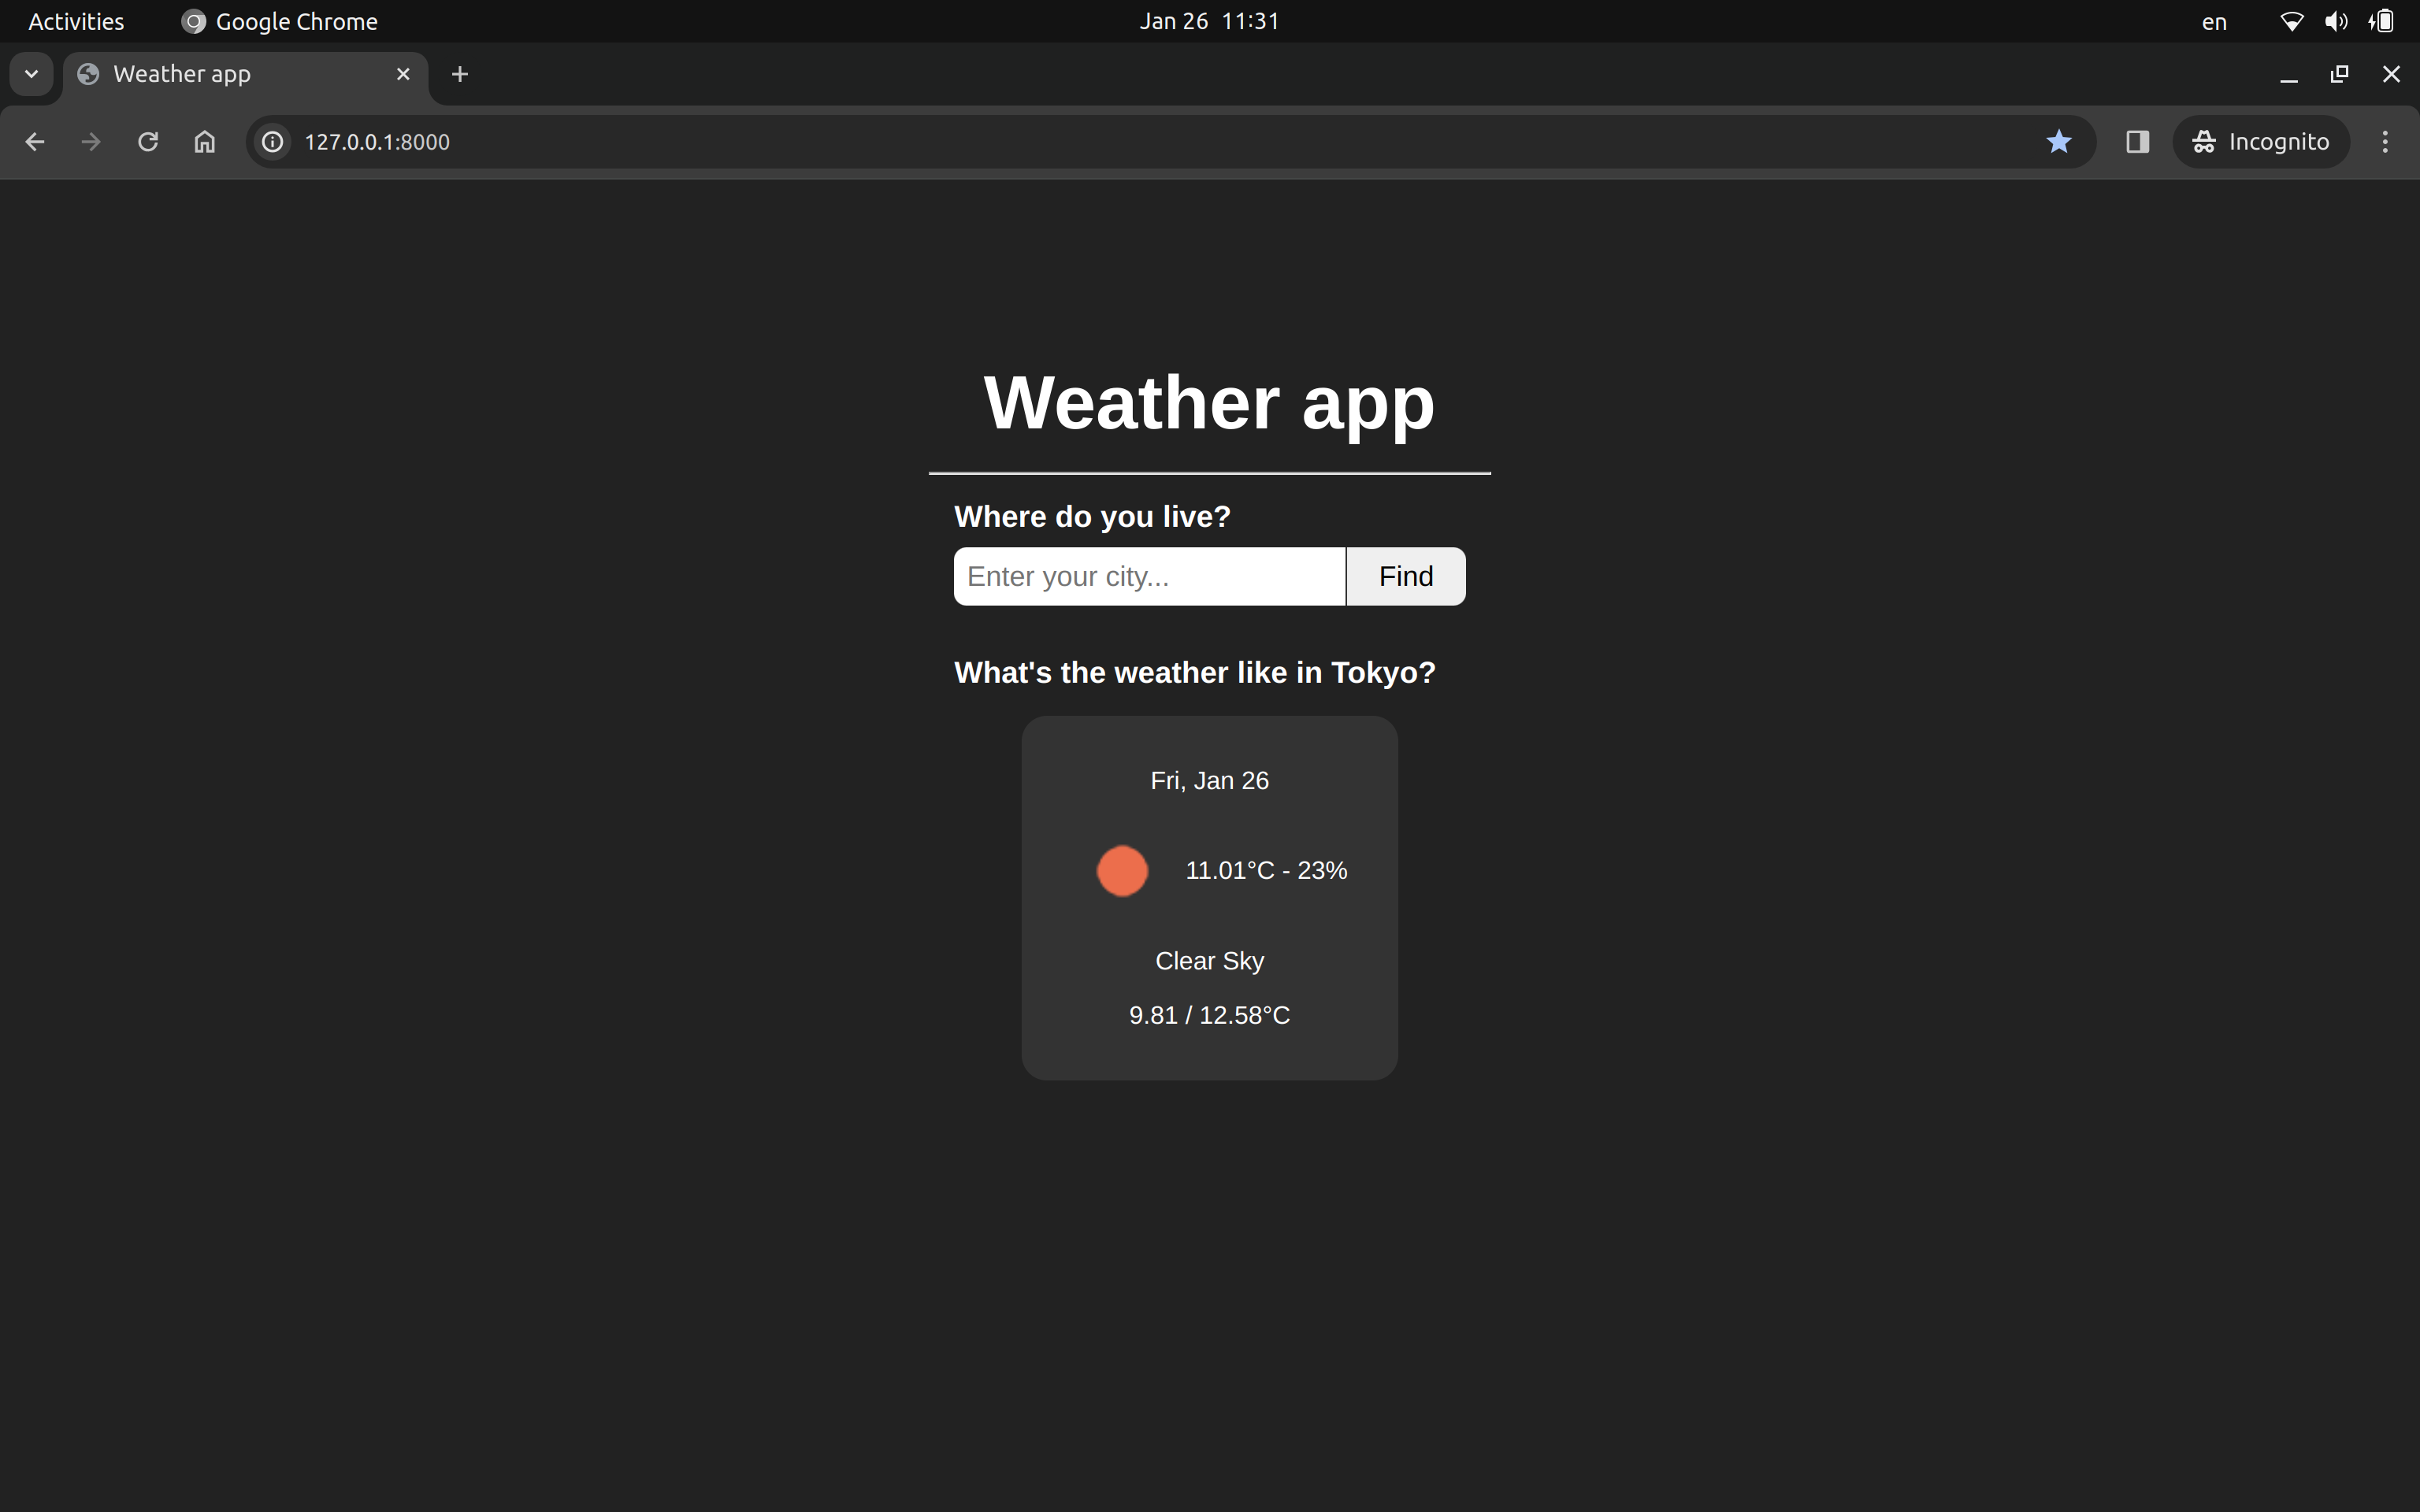 Activities Google Chrome Jan 26 11:31 en
Weather app
127.0.0.1:8000 Incognito
Weather app
Where do you live?
Enter your city... Find
What's the weather like in Tokyo?
Fri, Jan 26
11.01°C - 23%
Clear Sky
9.81 / 12.58°C